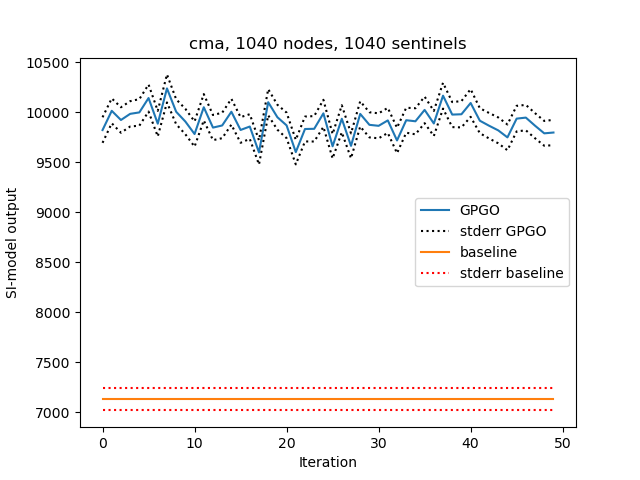 cma, 1040 nodes, 1040 sentinels
SI-model output
10500
10000
9500
9000
8500
8000
7500
7000
GPGO
stderr GPGO
baseline
stderr baseline
0 10 20 30 40 50
Iteration